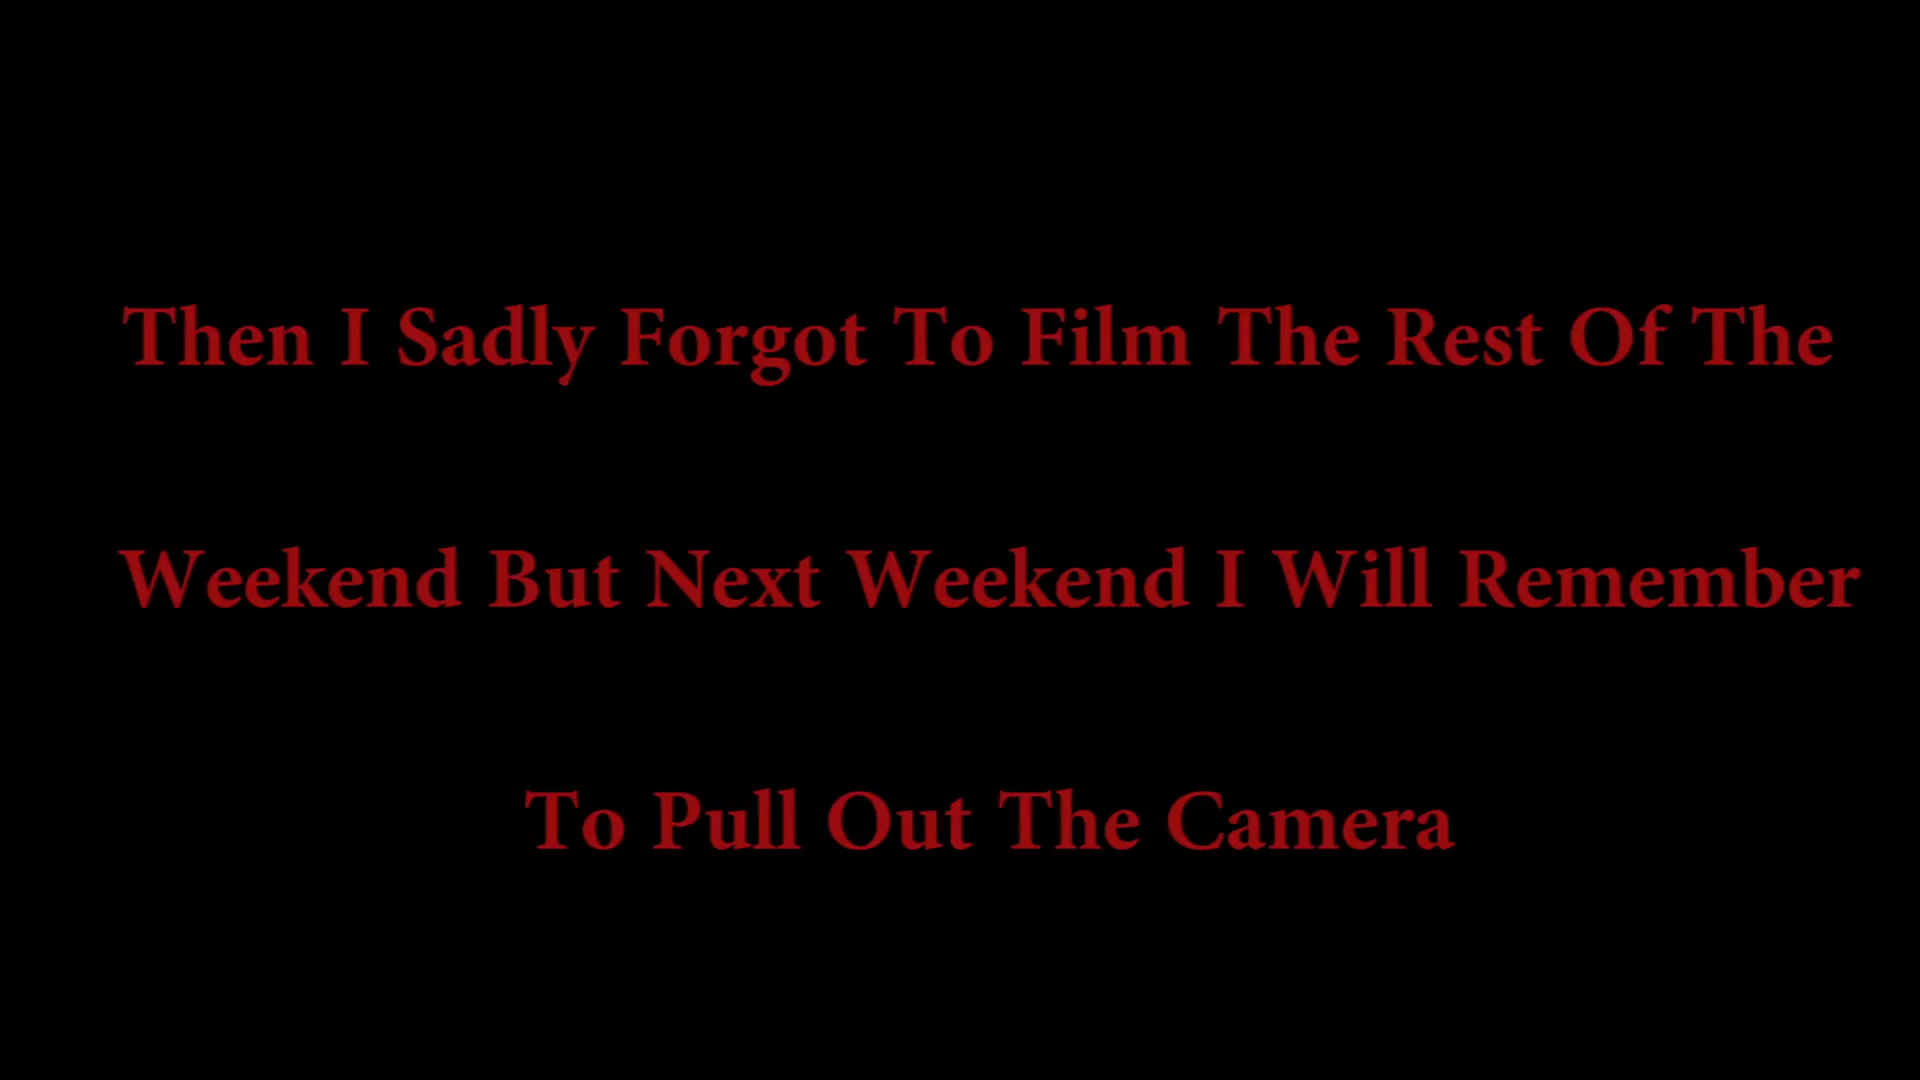 Then I Sadly Forgot To Film The Rest Of The
Weekend But Next Weekend I Will Remember
To Pull Out The Camera